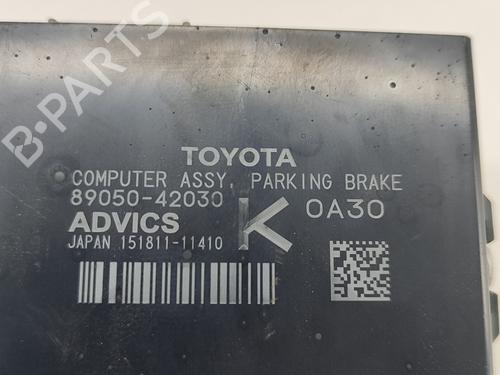 B-PARTS
TOYOTA
COMPUTER ASSY, PARKING BRAKE
89050-42030
ADVICS K 0A30
JAPAN 151811-11410